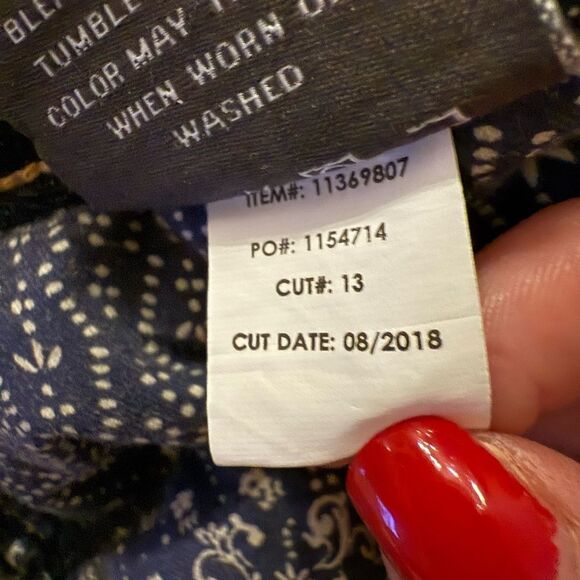 TUMBLE
COLOR MAY
WHEN WORN
WASHED
ITEM#: 11369807
PO#: 1154714
CUT#: 13
CUT DATE: 08/2018